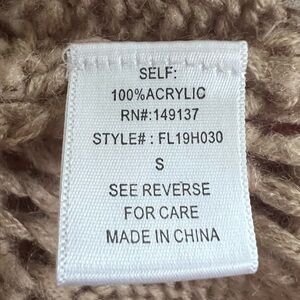 SELF:
100%ACRYLIC
RN#:149137
STYLE# : FL19H030
S
SEE REVERSE
FOR CARE
MADE IN CHINA